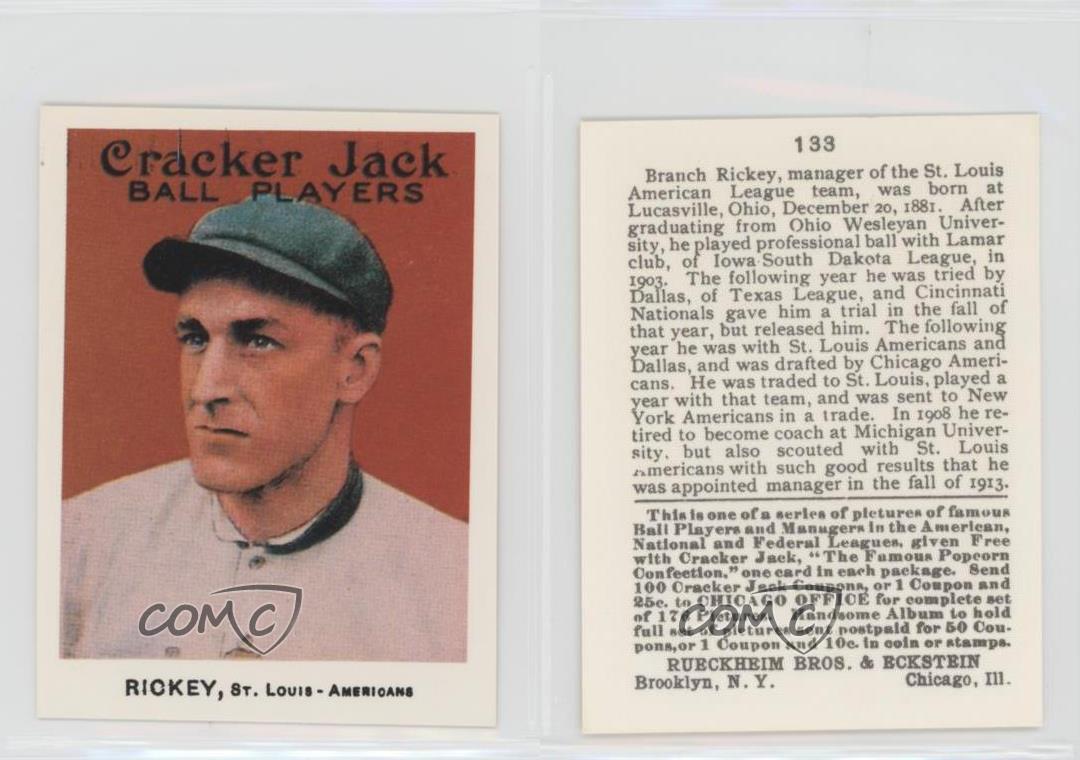 Cracker Jack
BALL PLAYERS
COMC
RICKEY, ST. LOUIS - AMERICANS
133
Branch Rickey, manager of the St. Louis
American League team, was born at
Lucasville, Ohio, December 20, 1881. After
graduating from Ohio Wesleyan Univer-
sity, he played professional ball with Lamar
club, of Iowa-South Dakota League, in
1903. The following year he was tried by
Dallas, of Texas League, and Cincinnati
Nationals gave him a trial in the fall of
that year, but released him. The following
year he was with St. Louis Americans and
Dallas, and was drafted by Chicago Ameri-
cans. He was traded to St. Louis, played a
year with that team, and was sent to New
York Americans in a trade. In 1908 he re-
tired to become coach at Michigan Univer-
sity, but also scouted with St. Louis
Americans with such good results that he
was appointed manager in the fall of 1913.
This is one of a series of pictures of famous
Ball Players and Managers in the American,
National and Federal Leagues, given Free
with Cracker Jack, "The Famous Popcorn
Confection," one card in each package. Send
100 Cracker Jack Coupons, or 1 Coupon and
25c. to CHICAGO OFFICE for complete set
of 176 Pictures. Handsome Album to hold
full set of pictures sent postpaid for 50 Cou-
pons, or 1 Coupon and 10c. in coin or stamps.
COMC
RUECKHEIM BROS. & ECKSTEIN
Brooklyn, N. Y. Chicago, Ill.